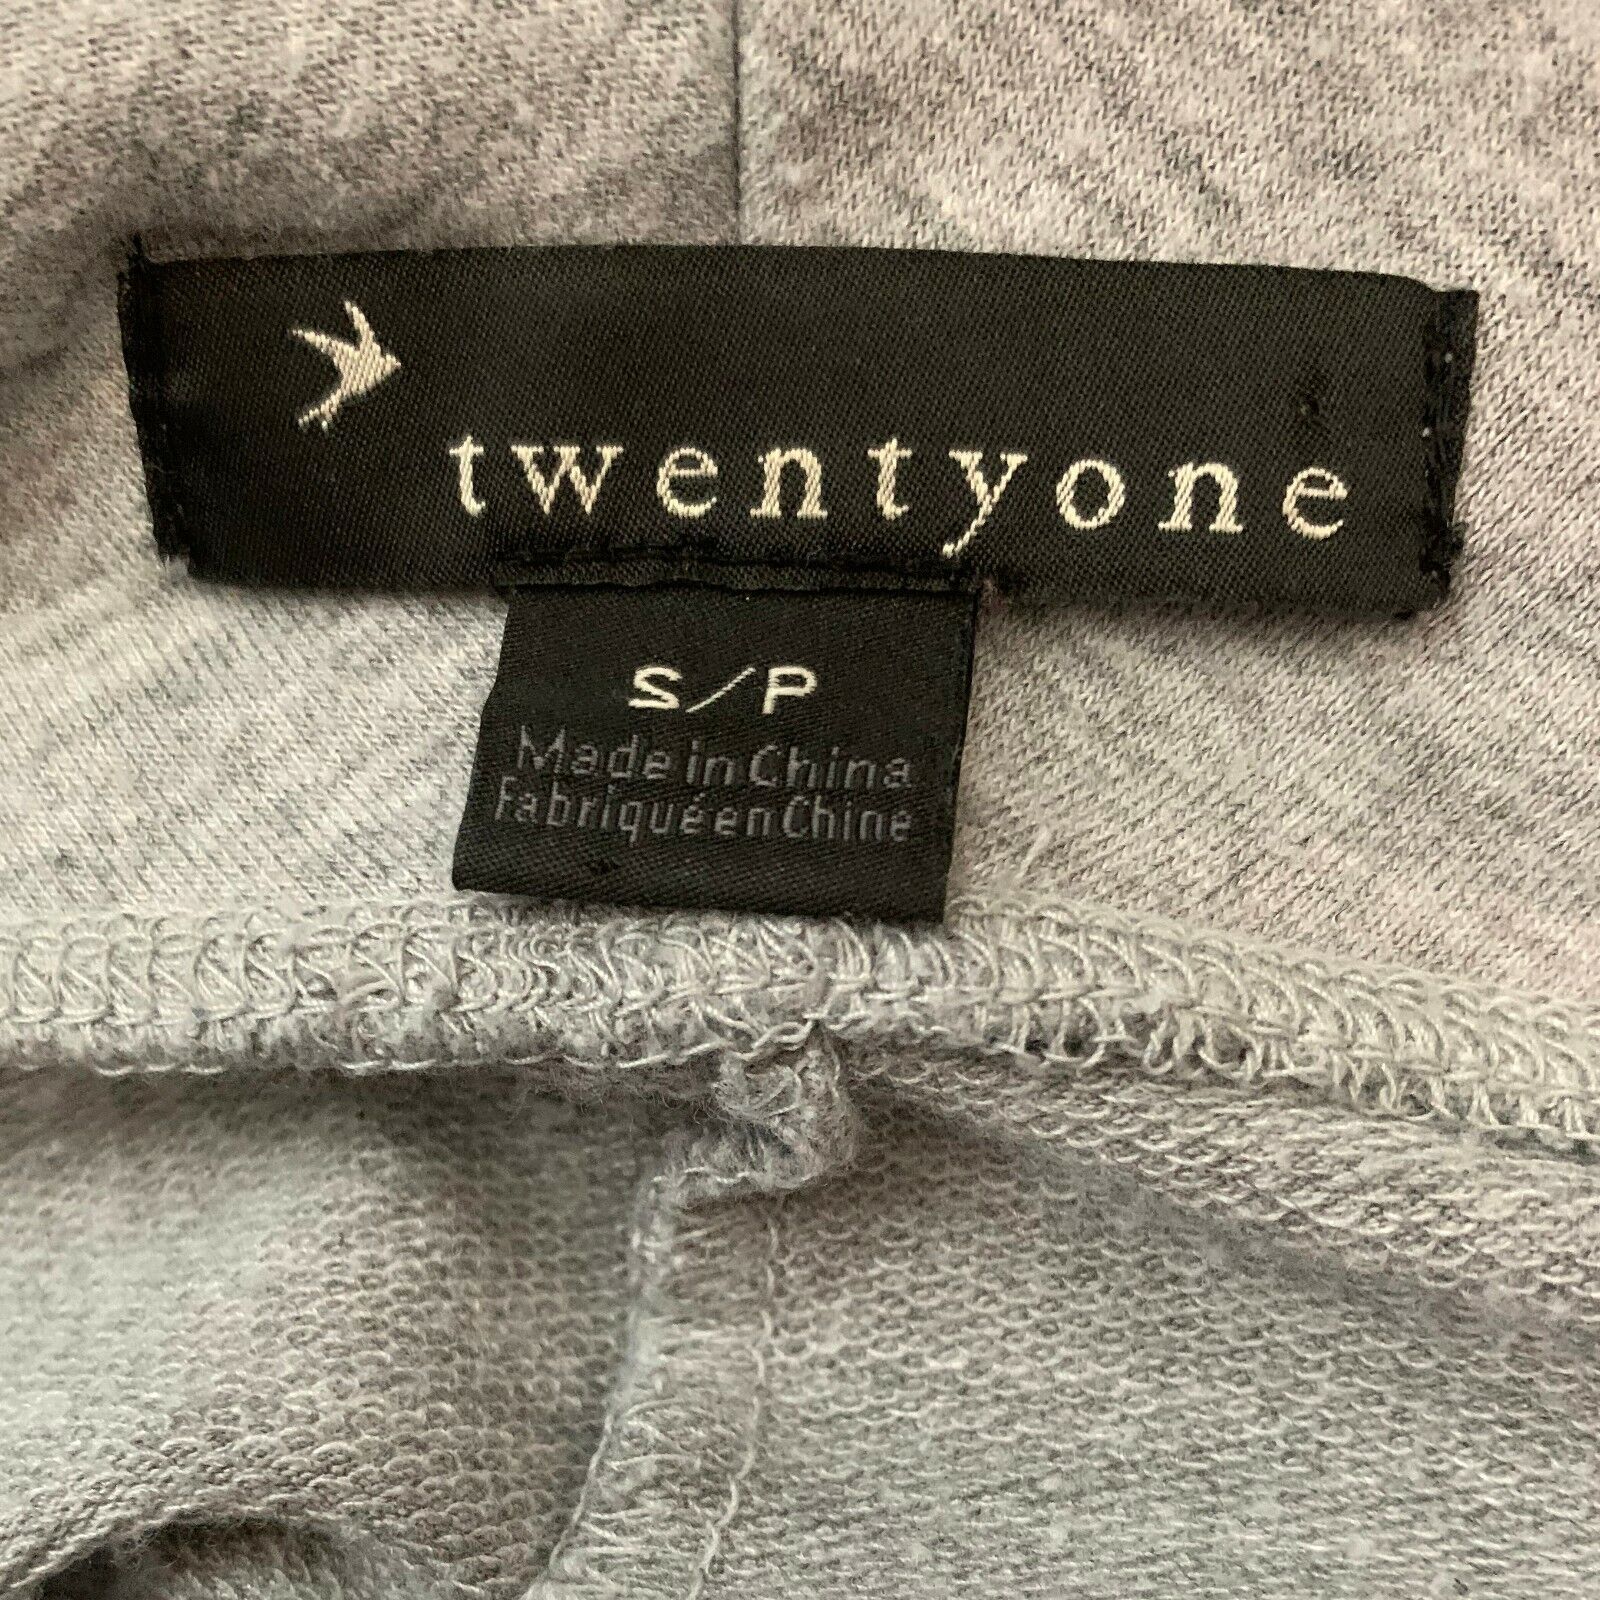 twentyone
S/P
Made in China
Fabriqué en Chine